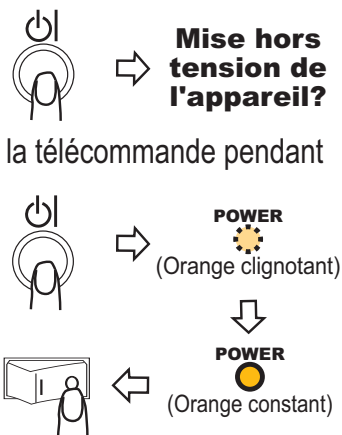 Mise hors
tension de
l'appareil?
la télécommande pendant
POWER
(Orange clignotant)
POWER
(Orange constant)